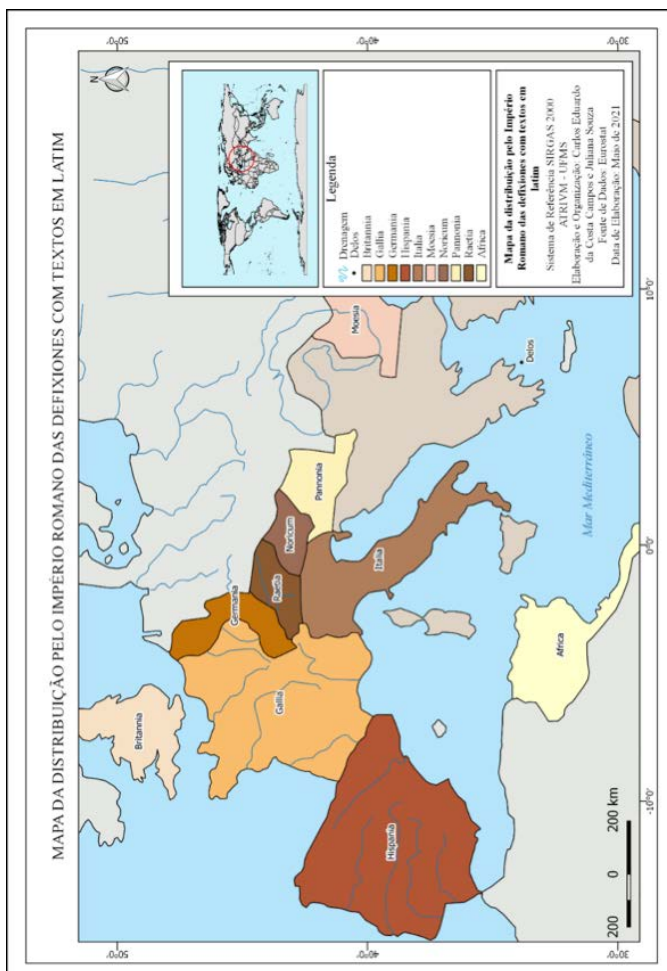 MAPA DA DISTRIBUIÇÃO PELO IMPÉRIO ROMANO DAS DEFIXIONES COM TEXTOS EM LATIM
N
-10°0'
0°0'
10°0'
50°0'
50°0'
40°0'
40°0'
30°0'
30°0'
Britannia
Germania
Gallia
Raetia
Noricum
Pannonia
Moesia
Hispania
Italia
Africa
Delos
Mar Mediterrâneo
200 0 200 km
Legenda
Drenagem
Delos
Britannia
Gallia
Germania
Hispania
Italia
Moesia
Noricum
Pannonia
Raetia
Africa
Mapa da distribuição pelo Império
Romano das defixiones com textos em
latim
Sistema de Referência SIRGAS 2000
ATRIVM - UFMS
Elaboração e Organização: Carlos Eduardo
da Costa Campos e Juliana Souza
Fonte de Dados: Eurostat
Data de Elaboração: Maio de 2021